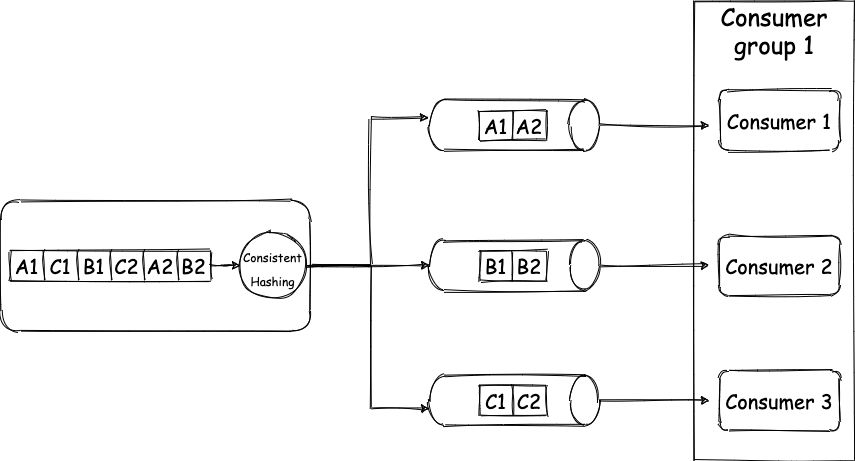 Consumer
group 1
A1 A2
Consumer 1
A1 C1 B1 C2 A2 B2
Consistent
Hashing
B1 B2
Consumer 2
C1 C2
Consumer 3